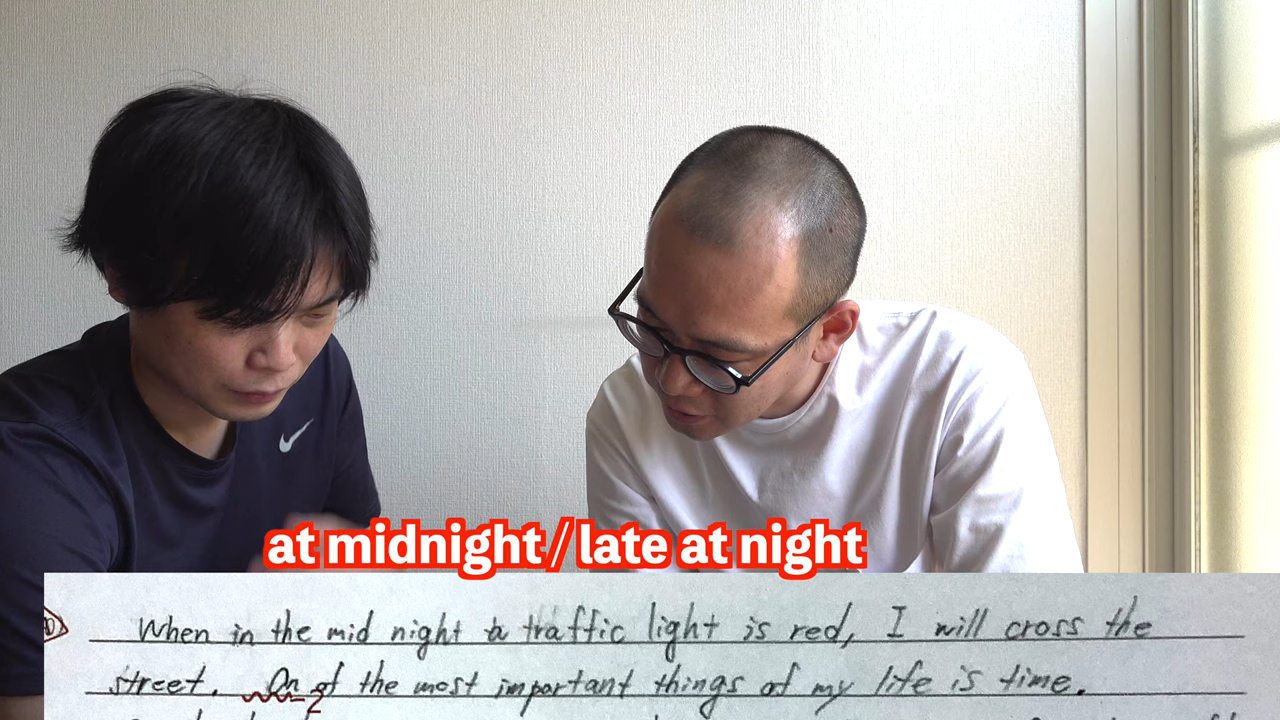 at midnight / late at night
When in the mid night a traffic light is red, I will cross the
street. On of the most important things of my life is time.